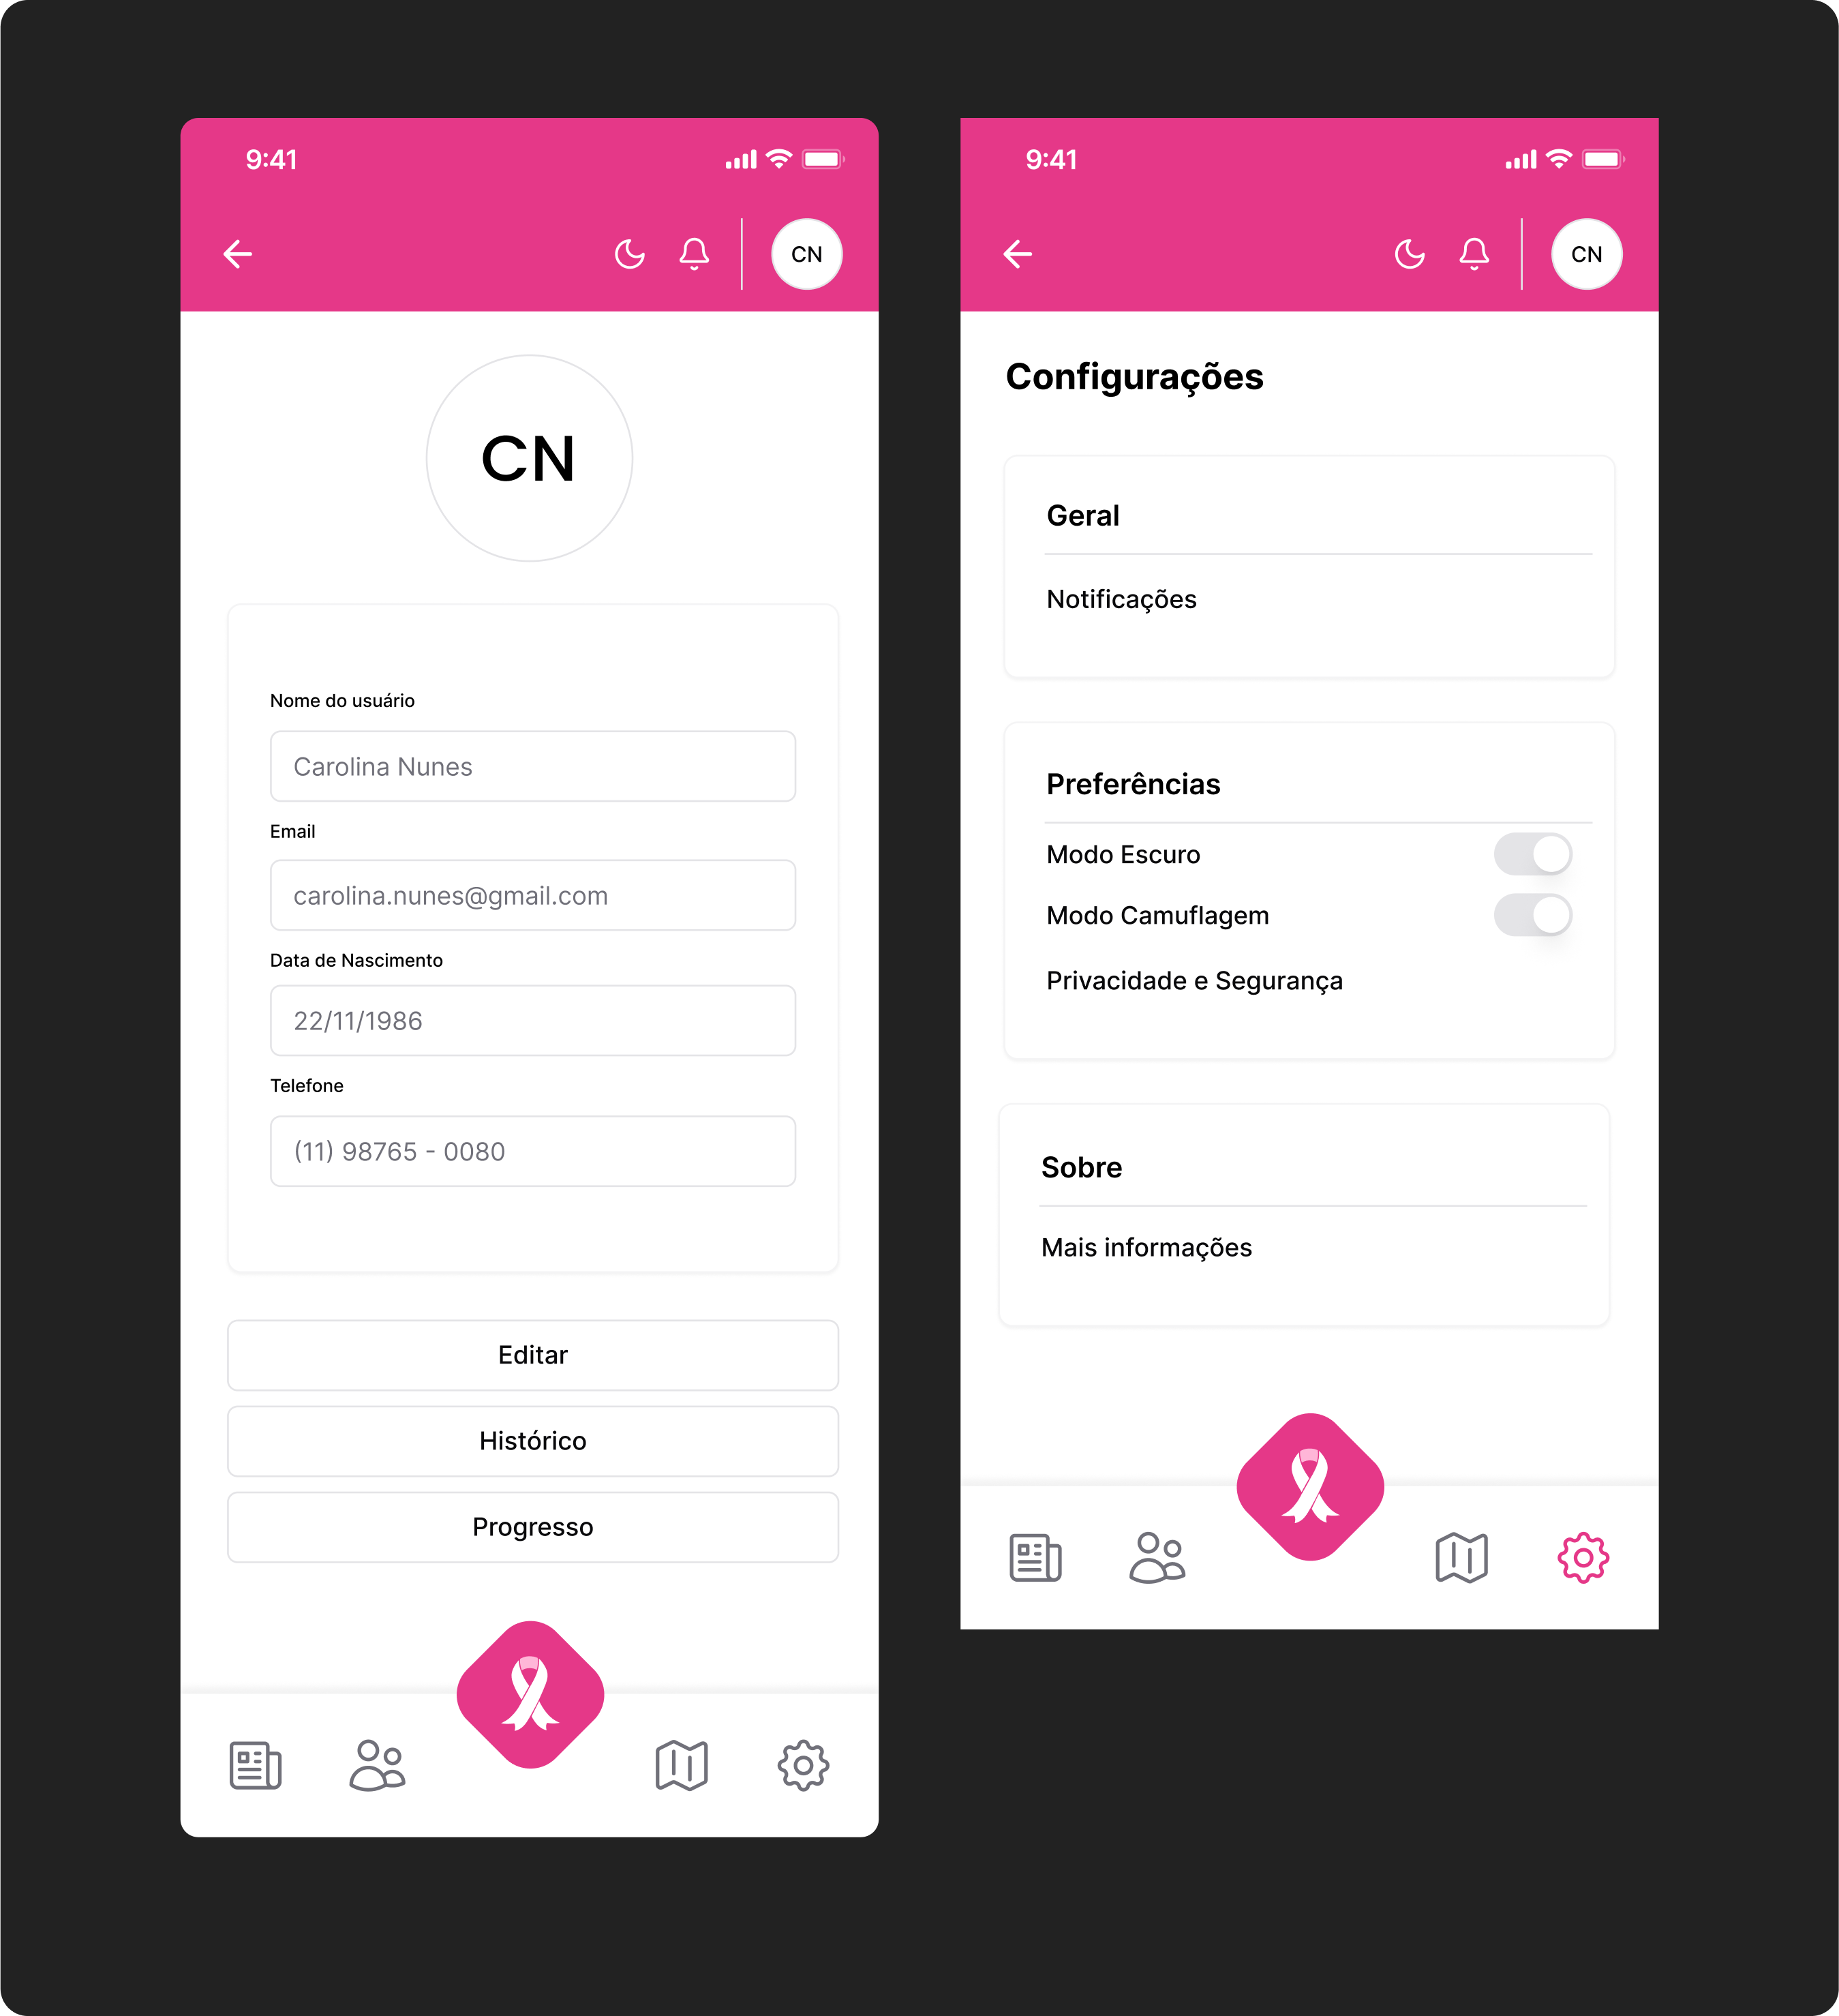 9:41
CN
CN
Nome do usuário
Carolina Nunes
Email
carolina.nunes@gmail.com
Data de Nascimento
22/11/1986
Telefone
(11) 98765 - 0080
Editar
Histórico
Progresso
9:41
CN
Configurações
Geral
Notificações
Preferências
Modo Escuro
Modo Camuflagem
Privacidade e Segurança
Sobre
Mais informações